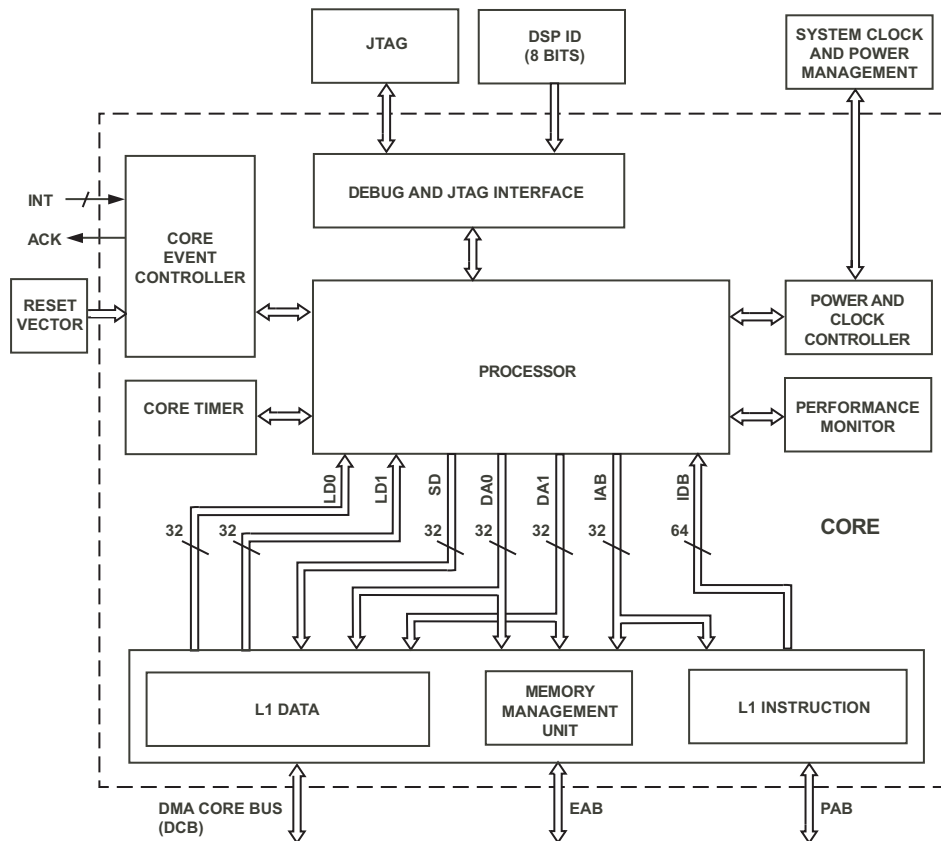 JTAG
DSP ID
(8 BITS)
SYSTEM CLOCK
AND POWER
MANAGEMENT
DEBUG AND JTAG INTERFACE
INT
ACK
CORE
EVENT
CONTROLLER
RESET
VECTOR
POWER AND
CLOCK
CONTROLLER
PROCESSOR
CORE TIMER
PERFORMANCE
MONITOR
LD0
LD1
SD
DA0
DA1
IAB
IDB
32
32
32
32
32
32
64
CORE
L1 DATA
MEMORY
MANAGEMENT
UNIT
L1 INSTRUCTION
DMA CORE BUS
(DCB)
EAB
PAB